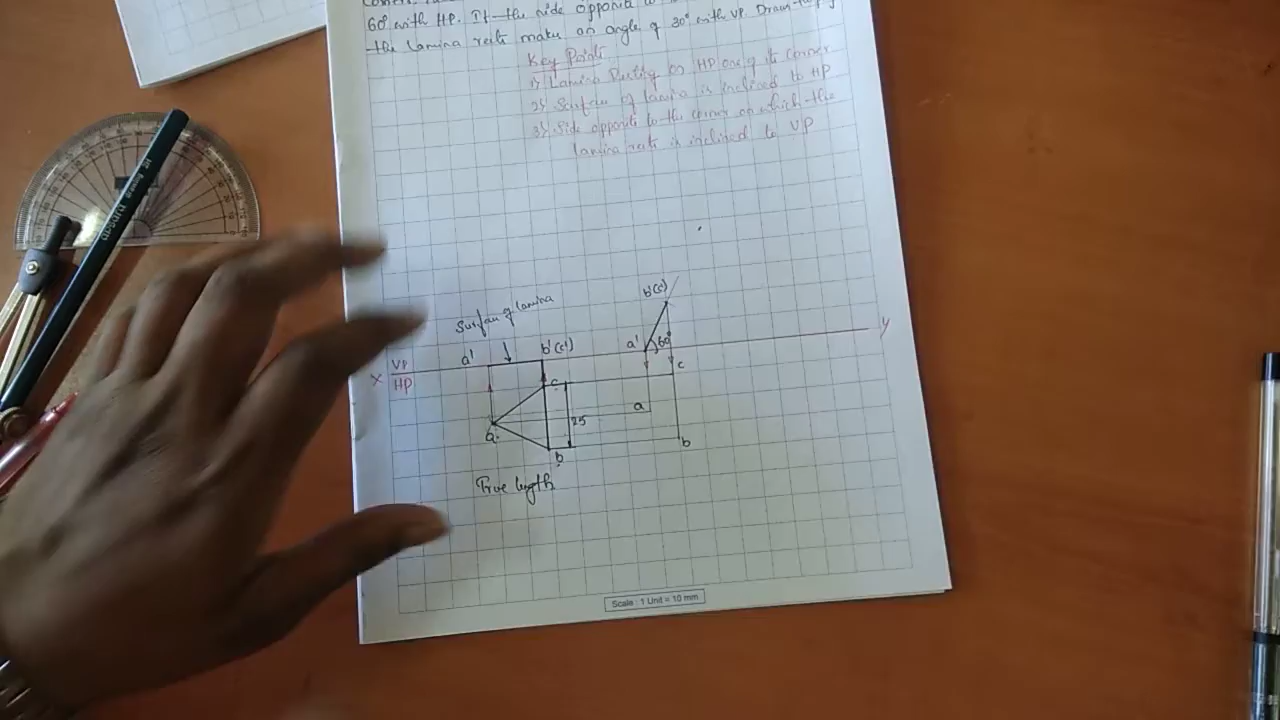 60° with HP. If the side opposite to
the lamina rests makes an angle of 30° with VP. Draw
Key Points
1) Lamina Resting on HP one of its corner
2) Surface of lamina is inclined to HP
3) Side opposite to the corner on which the
lamina rests is inclined to VP
b'(c')
Surface of lamina
a' b'(c') a' 60° y
X VP
HP
c c
a 25 a
b b
True length
Scale : 1 Unit = 10 mm